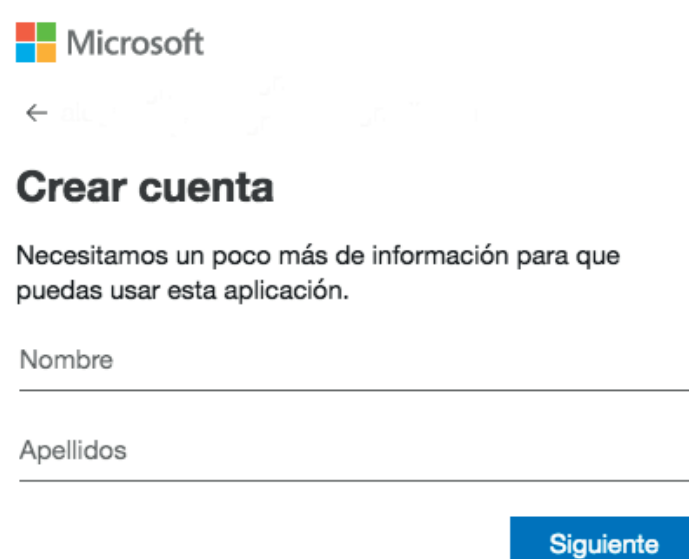 Microsoft
Crear cuenta
Necesitamos un poco más de información para que
puedas usar esta aplicación.
Nombre
Apellidos
Siguiente